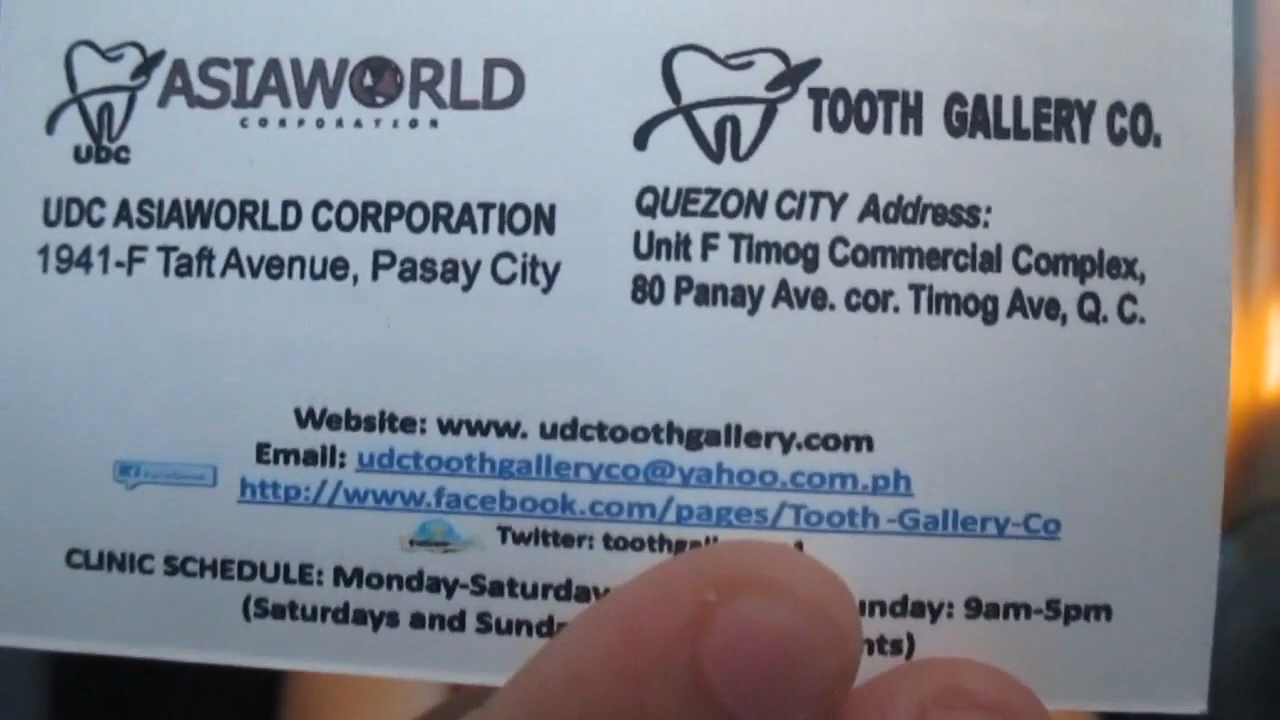 ASIAWORLD
CORPORATION
UDC
UDC ASIAWORLD CORPORATION
1941-F Taft Avenue, Pasay City
TOOTH GALLERY CO.
QUEZON CITY Address:
Unit F Timog Commercial Complex,
80 Panay Ave. cor. Timog Ave, Q. C.
Website: www. udctoothgallery.com
Email: udctoothgalleryco@yahoo.com.ph
http://www.facebook.com/pages/Tooth-Gallery-Co
Twitter:
CLINIC SCHEDULE: Monday-Saturday 9am-5pm
(Saturdays and